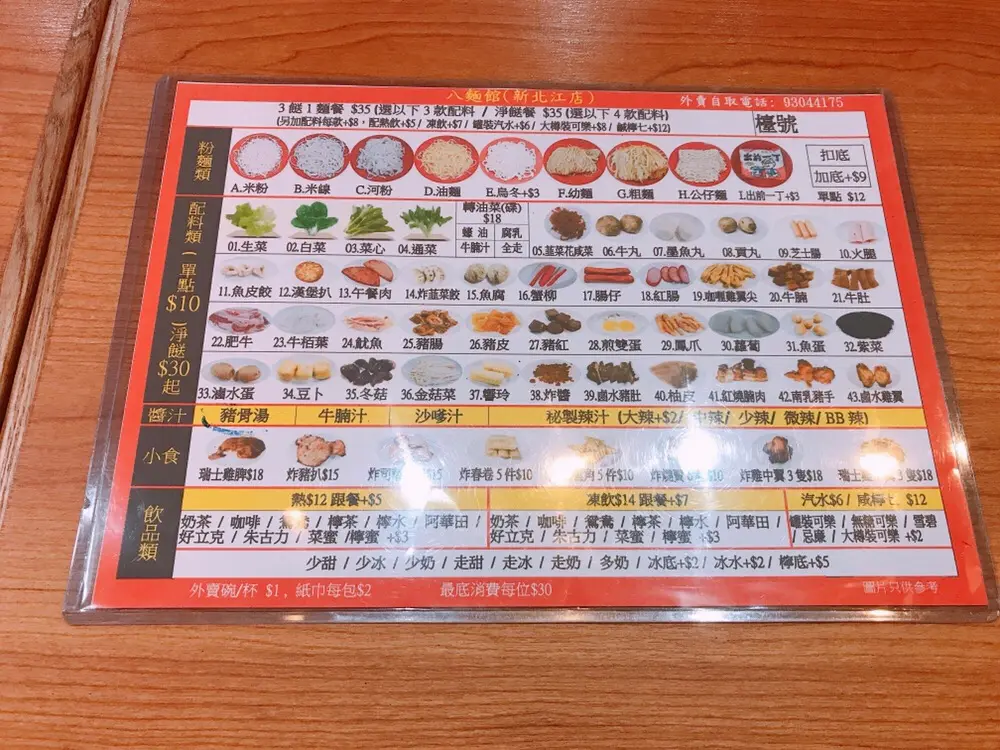 八麵館(新北江店)
外賣自取電話: 93044175
3 餸 1 麵餐 $35 (選以下 3 款配料 / 淨餸餐 $35 (選以下 4 款配料)
(另加配料每款+$8，配熱飲+$5 / 凍飲+$7 / 罐裝汽水+$6 / 大樽裝可樂+$8 / 鹹檸七+$12)
檯號
粉麵類
A.米粉 B.米線 C.河粉 D.油麵 E.烏冬+$3 F.幼麵 G.粗麵 H.公仔麵 I.出前一丁+$3
扣底
加底+$9
單點 $12
配料類 (單點 $10 ) 淨餸 $30 起
01.生菜 02.白菜 03.菜心 04.通菜
轉油菜(碟)
$18
蠔 油 腐乳
牛腩汁 全走
05.韮菜花咸菜 06.牛丸 07.墨魚丸 08.貢丸 09.芝士腸 10.火腿
11.魚皮餃 12.漢堡扒 13.午餐肉 14.炸韮菜餃 15.魚腐 16.蟹柳 17.腸仔 18.紅腸 19.咖喱雞翼尖 20.牛腩 21.牛肚
22.肥牛 23.牛栢葉 24.魷魚 25.豬腸 26.豬皮 27.豬紅 28.煎雙蛋 29.鳳爪 30.蘿蔔 31.魚蛋 32.紫菜
33.滷水蛋 34.豆卜 35.冬菇 36.金菇菜 37.響玲 38.炸醬 39.鹵水豬肚 40.柚皮 41.紅燒腩肉 42.南乳豬手 43.鹵水雞翼
醬汁
豬骨湯 牛腩汁 沙嗲汁 秘製辣汁 (大辣+$2/ 中辣/ 少辣/ 微辣/ BB 辣)
小食
瑞士雞脾$18 炸豬扒$15 炸春卷 5 件$10 炸雞中翼 3 隻$18
飲品類
熱$12 跟餐+$5 凍飲$14 跟餐+$7 汽水$6 / 咸檸七 $12
奶茶 / 咖啡 / 鴛鴦 / 檸茶 / 檸水 / 阿華田 /
好立克 / 朱古力 / 菜蜜 /檸蜜 +$3
奶茶 / 咖啡 / 鴛鴦 / 檸茶 / 檸水 / 阿華田 /
好立克 / 朱古力 / 菜蜜 / 檸蜜 +$3
罐裝可樂 / 無糖可樂 / 雪碧
/ 忌廉 / 大樽裝可樂 +$2
少甜 / 少冰 / 少奶 / 走甜 / 走冰 / 走奶 / 多奶 / 冰底+$2 / 冰水+$2 / 檸底+$5
外賣碗/杯 $1，紙巾每包$2
最底消費每位$30
圖片只供參考